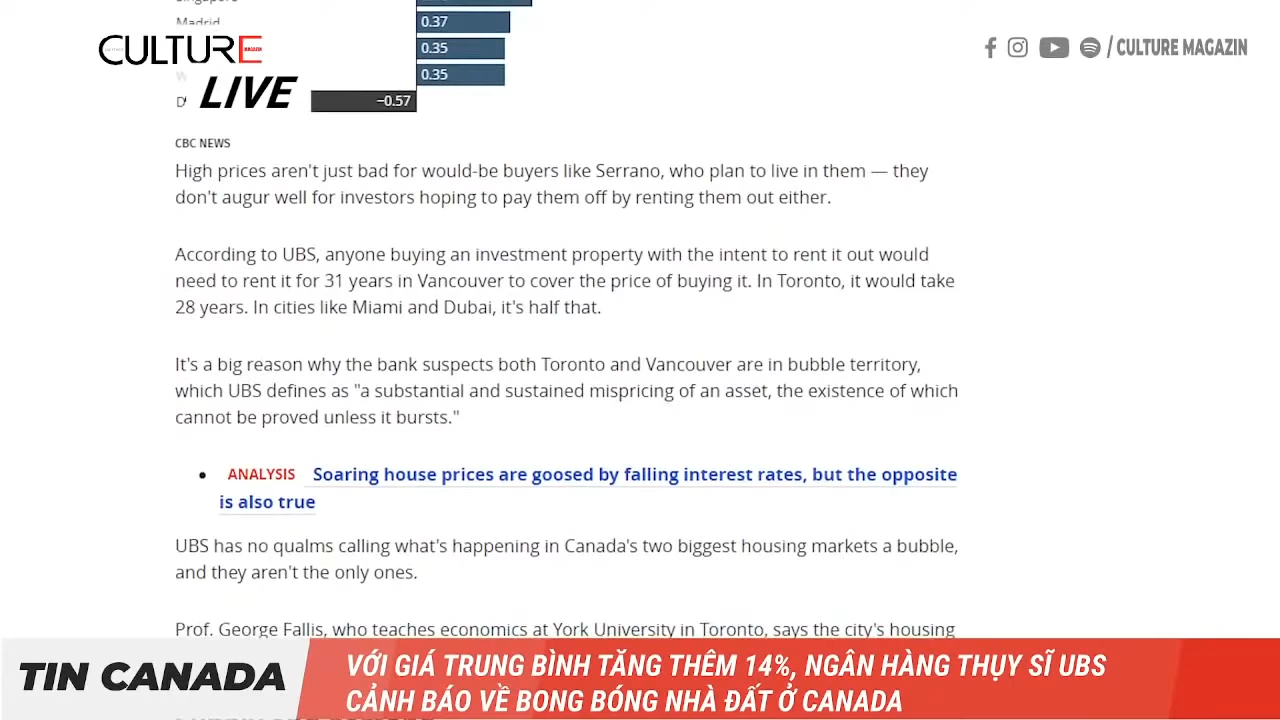 Madrid
0.37
0.35
0.35
−0.57
CULTURE
MAGAZIN
LIVE
/ CULTURE MAGAZIN
CBC NEWS
High prices aren't just bad for would-be buyers like Serrano, who plan to live in them — they
don't augur well for investors hoping to pay them off by renting them out either.
According to UBS, anyone buying an investment property with the intent to rent it out would
need to rent it for 31 years in Vancouver to cover the price of buying it. In Toronto, it would take
28 years. In cities like Miami and Dubai, it's half that.
It's a big reason why the bank suspects both Toronto and Vancouver are in bubble territory,
which UBS defines as "a substantial and sustained mispricing of an asset, the existence of which
cannot be proved unless it bursts."
• ANALYSIS Soaring house prices are goosed by falling interest rates, but the opposite
is also true
UBS has no qualms calling what's happening in Canada's two biggest housing markets a bubble,
and they aren't the only ones.
Prof. George Fallis, who teaches economics at York University in Toronto, says the city's housing
TIN CANADA
VỚI GIÁ TRUNG BÌNH TĂNG THÊM 14%, NGÂN HÀNG THỤY SĨ UBS
CẢNH BÁO VỀ BONG BÓNG NHÀ ĐẤT Ở CANADA